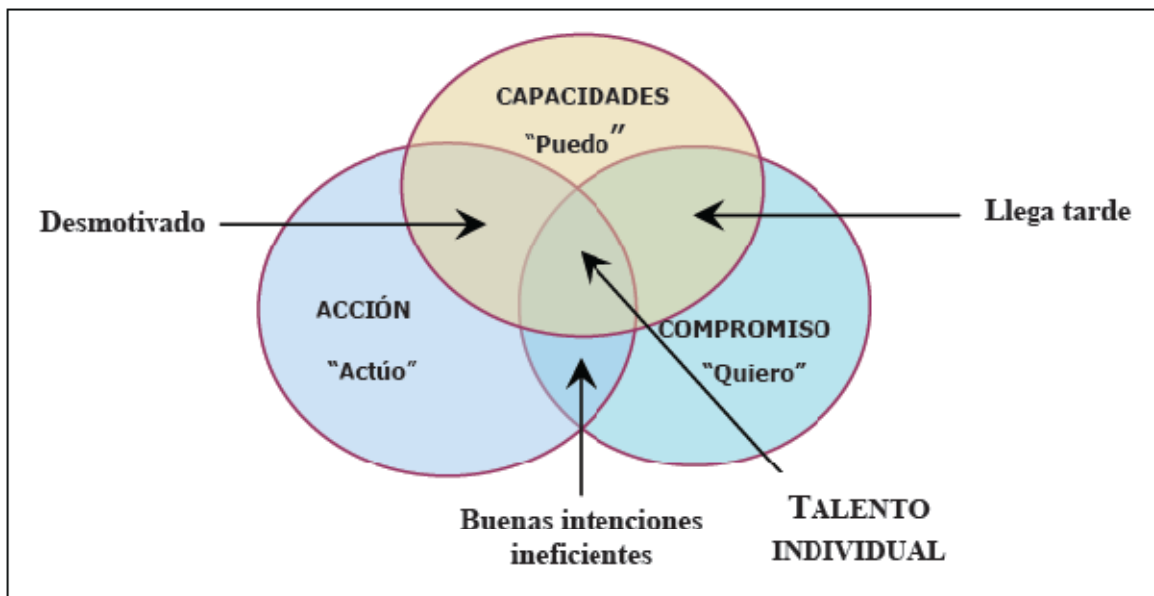 CAPACIDADES
"Puedo"
Desmotivado
Llega tarde
ACCIÓN
"Actúo"
COMPROMISO
"Quiero"
Buenas intenciones
ineficientes
TALENTO
INDIVIDUAL